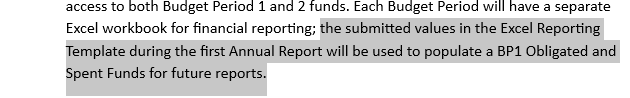 access to both Budget Period 1 and 2 funds. Each Budget Period will have a separate
Excel workbook for financial reporting; the submitted values in the Excel Reporting
Template during the first Annual Report will be used to populate a BP1 Obligated and
Spent Funds for future reports.